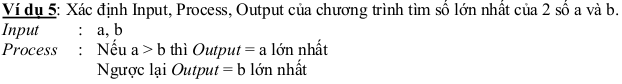 Ví dụ 5: Xác định Input, Process, Output của chương trình tìm số lớn nhất của 2 số a và b.
Input : a, b
Process : Nếu a > b thì Output = a lớn nhất
Ngược lại Output = b lớn nhất